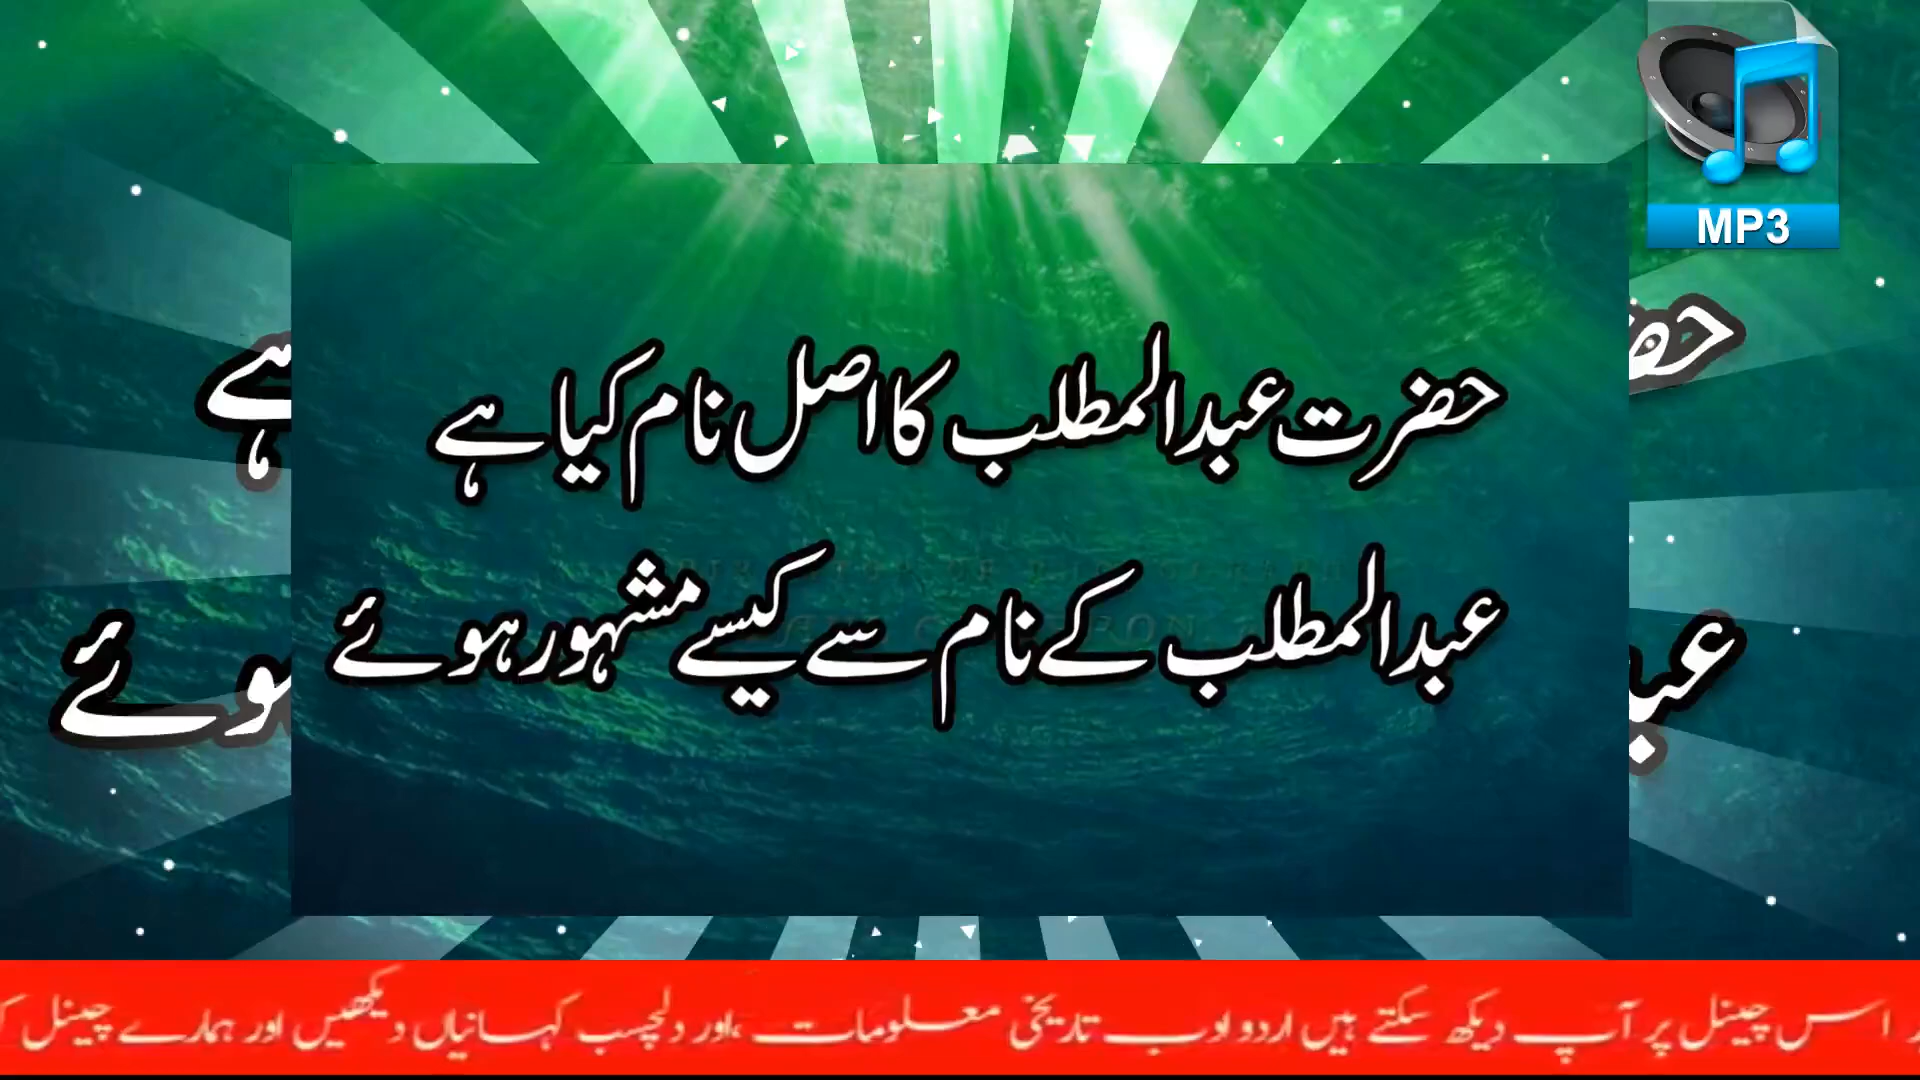 MP3
حضرت عبدالمطلب کا اصل نام کیا ہے
عبدالمطلب کے نام سے کیسے مشہور ہوئے
اس چینل پر آپ دیکھ سکتے ہیں اردو ادب تاریخی معلومات ،اور دلچسپ کہانیاں دیکھیں اور ہمارے چینل